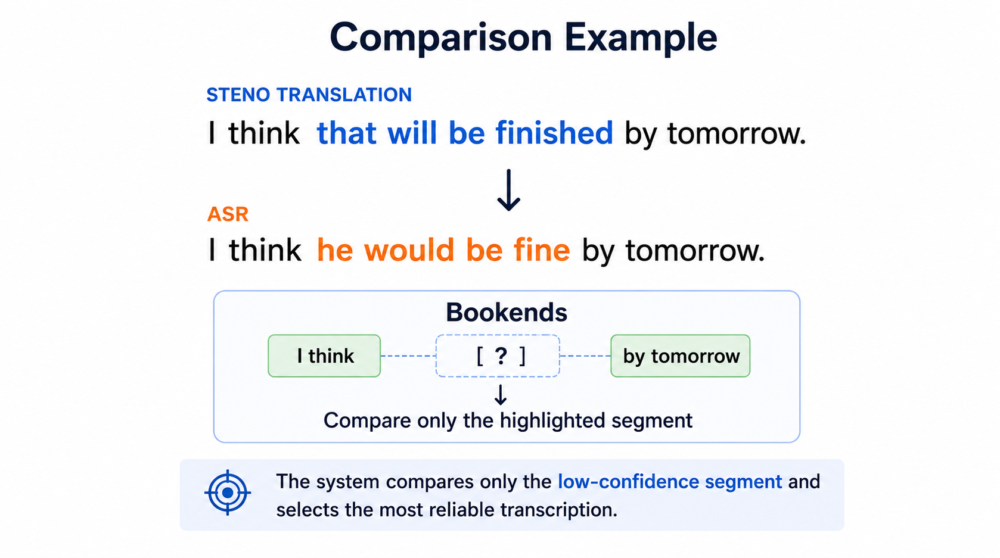 Comparison Example
STENO TRANSLATION
I think that will be finished by tomorrow.
ASR
I think he would be fine by tomorrow.
Bookends
I think [ ? ] by tomorrow
Compare only the highlighted segment
The system compares only the low-confidence segment and
selects the most reliable transcription.